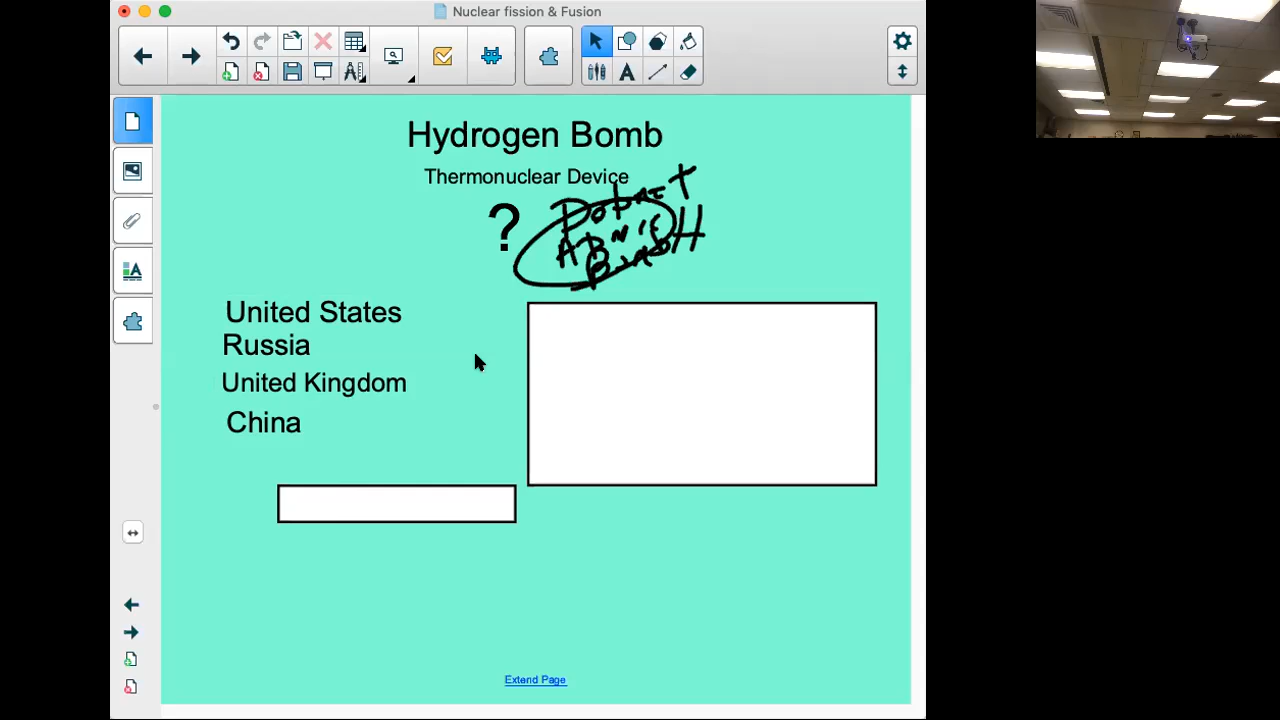 Nuclear fission & Fusion
Hydrogen Bomb
Thermonuclear Device
?
H
United States
Russia
United Kingdom
China
Extend Page